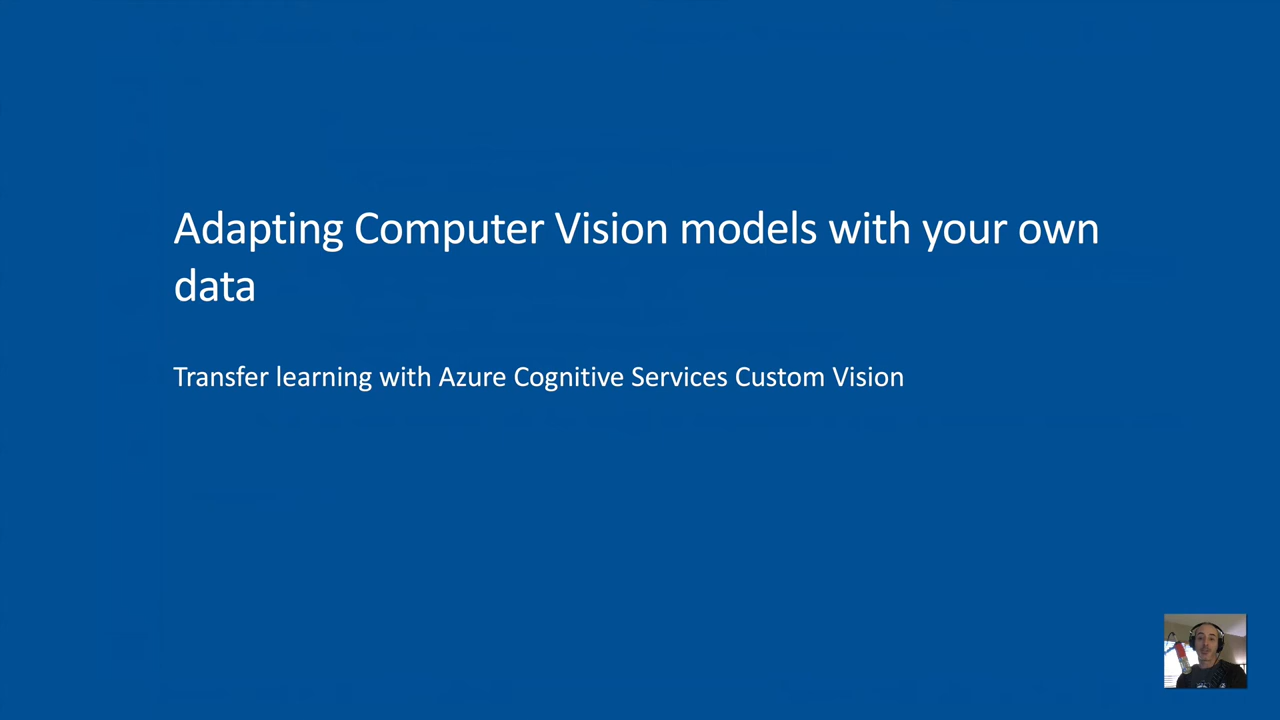 Adapting Computer Vision models with your own
data
Transfer learning with Azure Cognitive Services Custom Vision